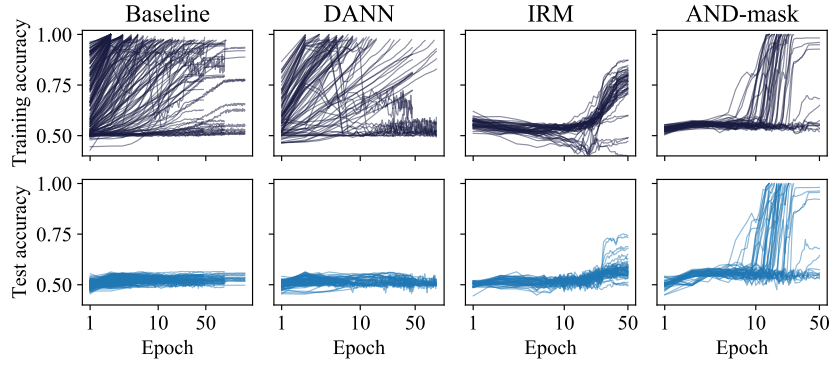 Baseline DANN IRM AND-mask
Training accuracy
1.00
0.75
0.50
Test accuracy
1.00
0.75
0.50
1 10 50 1 10 50 1 10 50 1 10 50
Epoch Epoch Epoch Epoch